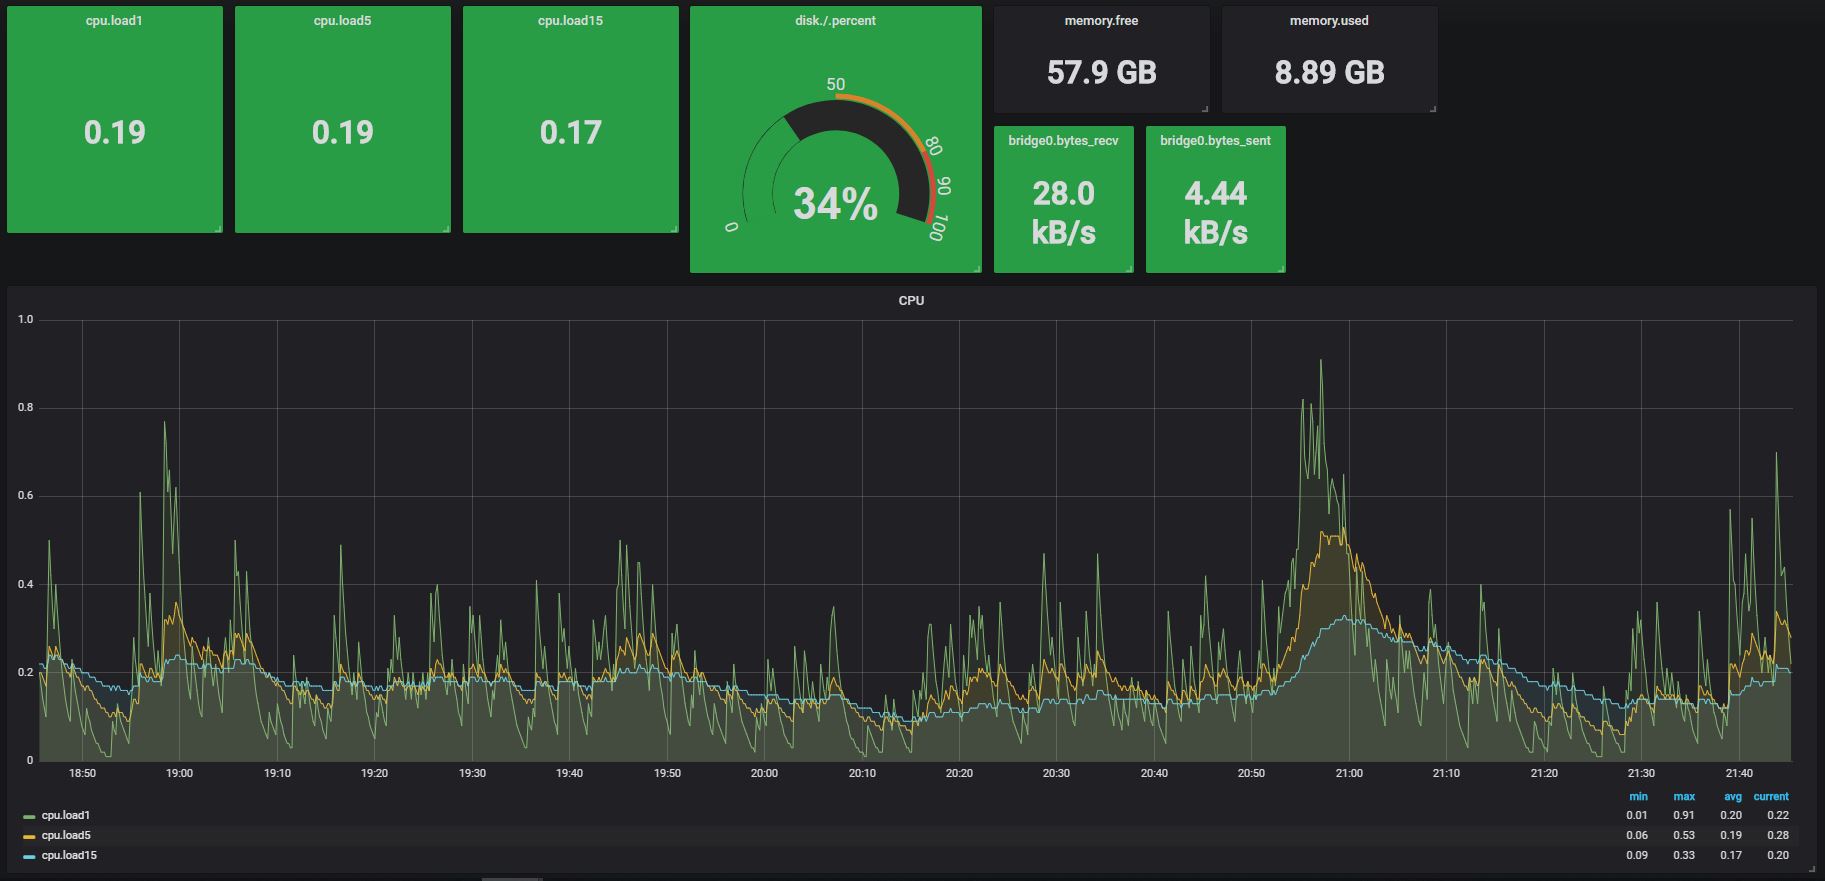 cpu.load1
0.19
cpu.load5
0.19
cpu.load15
0.17
disk./.percent
50
80
90
100
0
34%
memory.free
57.9 GB
memory.used
8.89 GB
bridge0.bytes_recv
28.0
kB/s
bridge0.bytes_sent
4.44
kB/s
CPU
1.0
0.8
0.6
0.4
0.2
0
18:50 19:00 19:10 19:20 19:30 19:40 19:50 20:00 20:10 20:20 20:30 20:40 20:50 21:00 21:10 21:20 21:30 21:40
min max avg current
cpu.load1 0.01 0.91 0.20 0.22
cpu.load5 0.06 0.53 0.19 0.28
cpu.load15 0.09 0.33 0.17 0.20